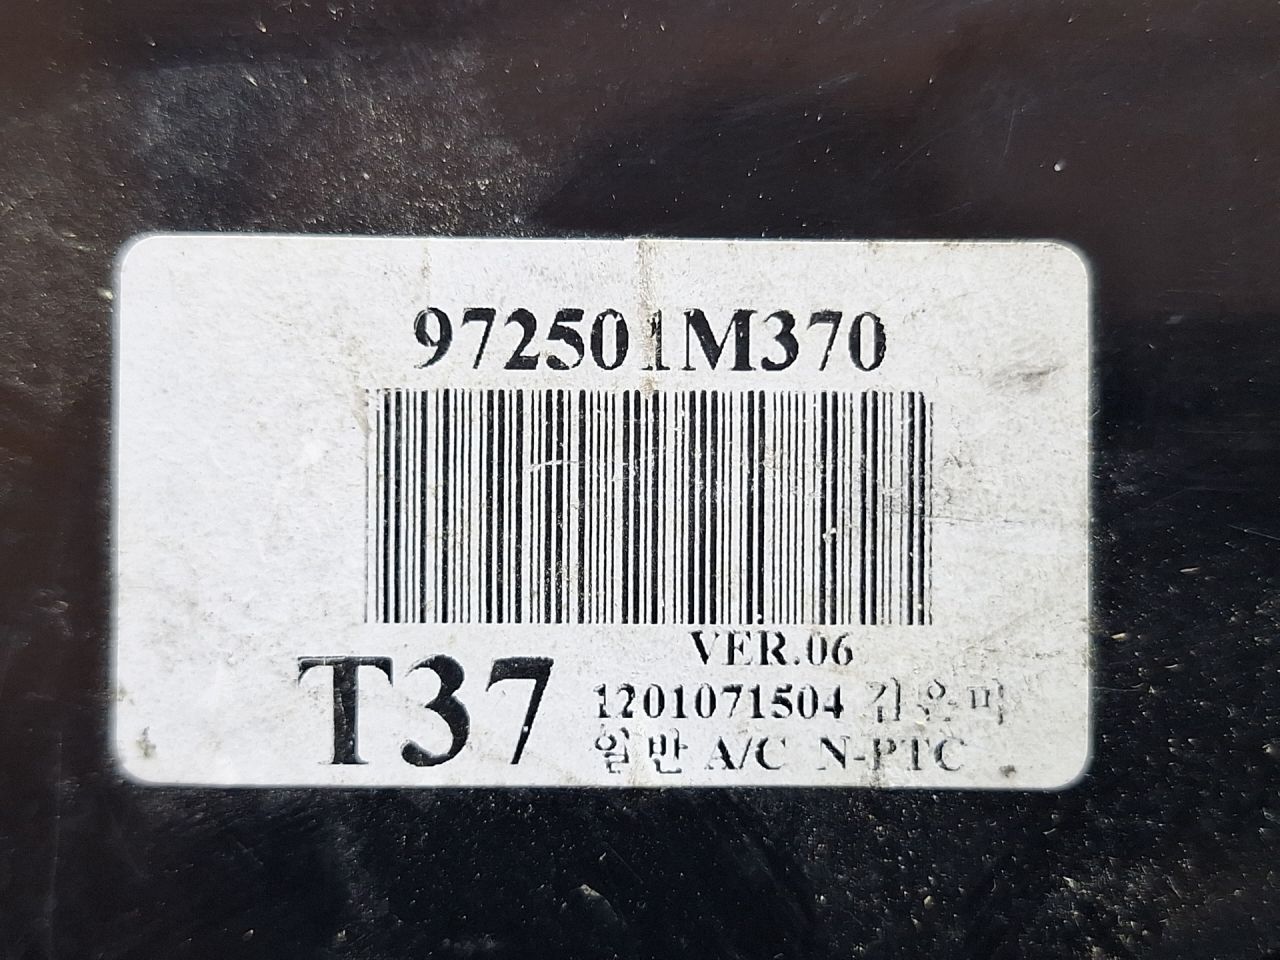 972501M370
VER.06
T37
1201071504
일반 A/C N-PTC